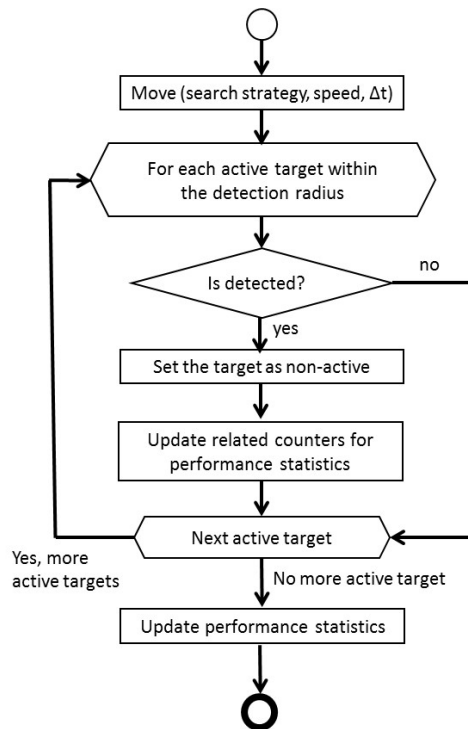 Move (search strategy, speed, Δt)
For each active target within
the detection radius
Is detected?
no
yes
Set the target as non-active
Update related counters for
performance statistics
Next active target
Yes, more
active targets
No more active target
Update performance statistics